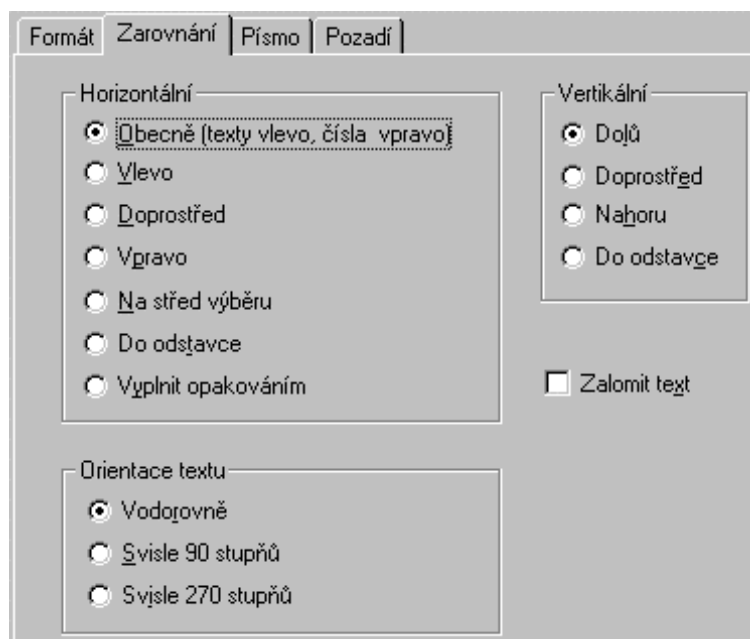 Formát Zarovnání Písmo Pozadí
Horizontální
Obecně (texty vlevo, čísla vpravo)
Vlevo
Doprostřed
Vpravo
Na střed výběru
Do odstavce
Vyplnit opakováním
Vertikální
Dolů
Doprostřed
Nahoru
Do odstavce
Zalomit text
Orientace textu
Vodorovně
Svisle 90 stupňů
Svisle 270 stupňů